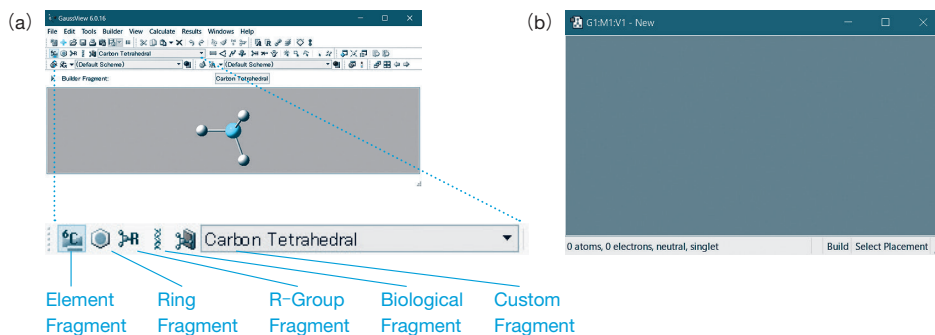 (a)
GaussView 6.0.16
File Edit Tools Builder View Calculate Results Windows Help
Carbon Tetrahedral
(Default Scheme)
(Default Scheme)
Builder Fragment:
Carbon Tetrahedral
6C
R
Carbon Tetrahedral
Element Fragment
Ring Fragment
R-Group Fragment
Biological Fragment
Custom Fragment
(b)
G1:M1:V1 - New
0 atoms, 0 electrons, neutral, singlet
Build
Select Placement